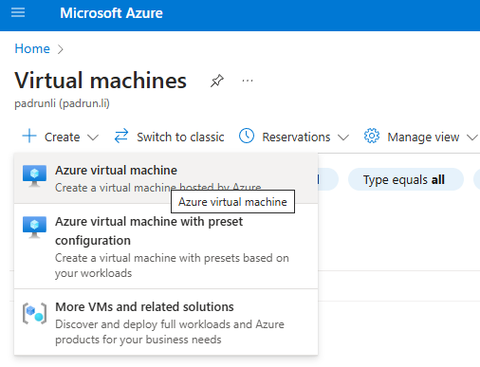 Microsoft Azure
Home
Virtual machines
padrunli (padrun.li)
Create
Switch to classic
Reservations
Manage view
Azure virtual machine
Create a virtual machine hosted by Azure
Type equals all
Azure virtual machine
Azure virtual machine with preset
configuration
Create a virtual machine with presets based on
your workloads
More VMs and related solutions
Discover and deploy full workloads and Azure
products for your business needs